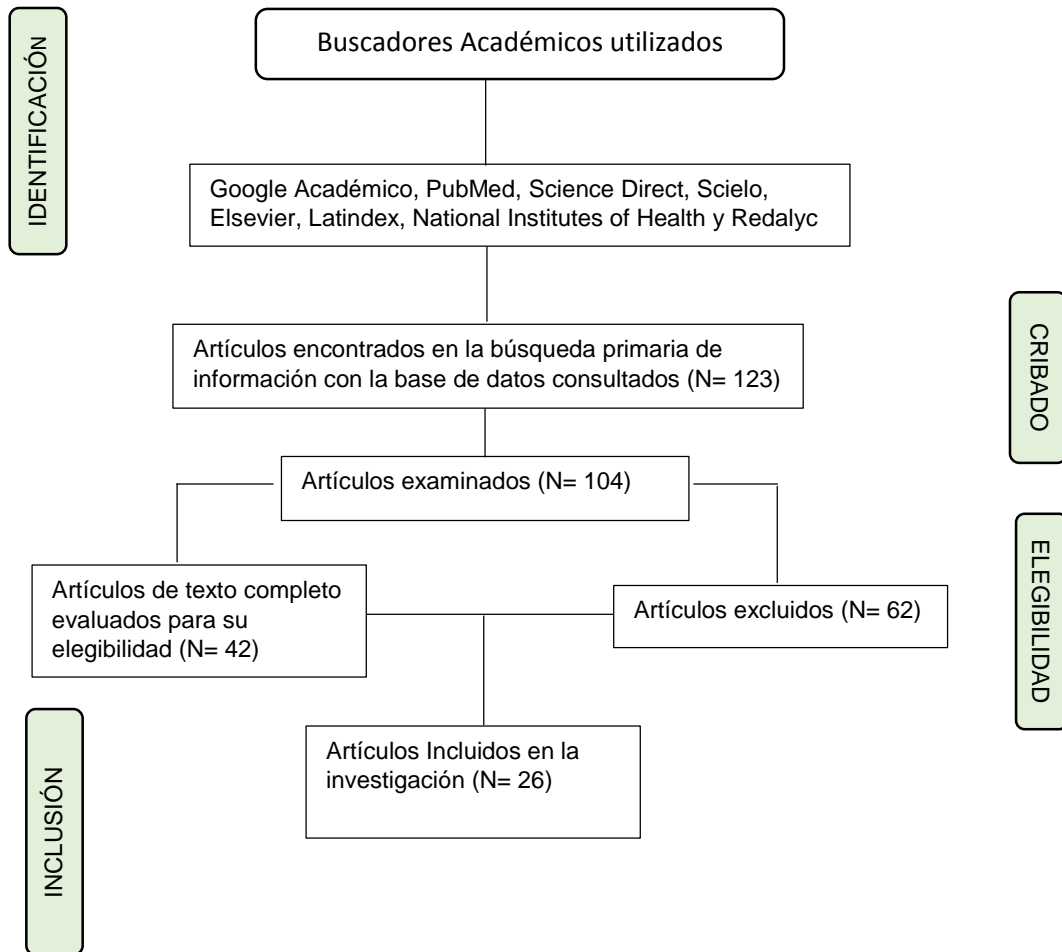 IDENTIFICACIÓN
Buscadores Académicos utilizados
Google Académico, PubMed, Science Direct, Scielo,
Elsevier, Latindex, National Institutes of Health y Redalyc
CRIBADO
Artículos encontrados en la búsqueda primaria de
información con la base de datos consultados (N= 123)
Artículos examinados (N= 104)
ELEGIBILIDAD
Artículos de texto completo
evaluados para su
elegibilidad (N= 42)
Artículos excluidos (N= 62)
INCLUSIÓN
Artículos Incluidos en la
investigación (N= 26)